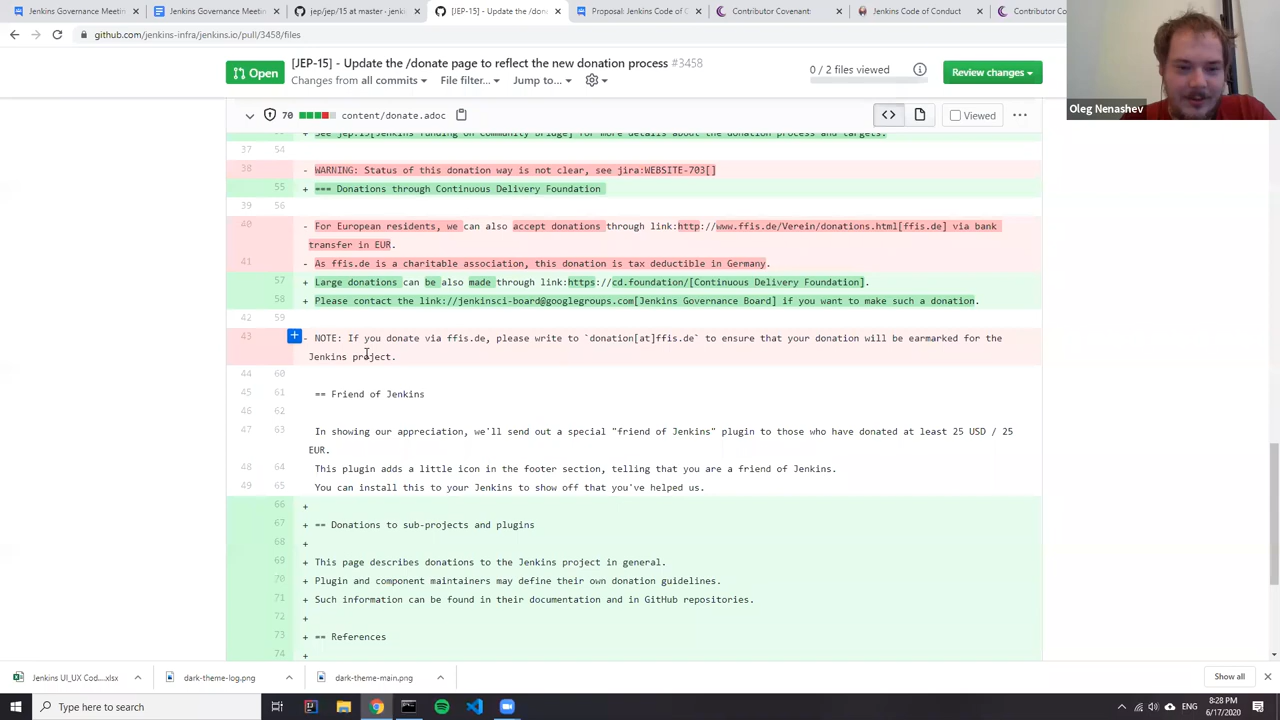 Jenkins Governance Meetin
Jenkins Governance Meetin
jep/jep/15 at master · jenkin
[JEP-15] - Update the /dona
Proposal: Jenkins Code of C
Contributor Covenant
Jenkins Code of Conduct
Contributor Cov
github.com/jenkins-infra/jenkins.io/pull/3458/files
Open
[JEP-15] - Update the /donate page to reflect the new donation process #3458
Changes from all commits
File filter...
Jump to...
0 / 2 files viewed
Review changes
Oleg Nenashev
70
content/donate.adoc
Viewed
+ See jep:15[Jenkins funding on Community Bridge] for more details about the donation process and targets.
37 54
38 - WARNING: Status of this donation way is not clear, see jira:WEBSITE-703[]
55 + === Donations through Continuous Delivery Foundation
39 56
40 - For European residents, we can also accept donations through link:http://www.ffis.de/Verein/donations.html[ffis.de] via bank
transfer in EUR.
41 - As ffis.de is a charitable association, this donation is tax deductible in Germany.
57 Large donations can be also made through link:https://cd.foundation/[Continuous Delivery Foundation].
58 + Please contact the link://jenkinsci-board@googlegroups.com[Jenkins Governance Board] if you want to make such a donation.
42 59
43 + - NOTE: If you donate via ffis.de, please write to `donation[at]ffis.de` to ensure that your donation will be earmarked for the
Jenkins project.
44 60
45 61 == Friend of Jenkins
46 62
47 63 In showing our appreciation, we'll send out a special "friend of Jenkins" plugin to those who have donated at least 25 USD / 25
EUR.
48 64 This plugin adds a little icon in the footer section, telling that you are a friend of Jenkins.
49 65 You can install this to your Jenkins to show off that you've helped us.
66 +
67 + == Donations to sub-projects and plugins
68 +
69 + This page describes donations to the Jenkins project in general.
70 + Plugin and component maintainers may define their own donation guidelines.
71 + Such information can be found in their documentation and in GitHub repositories.
72 +
73 + == References
74 +
Jenkins UI_UX Cod....xlsx
dark-theme-log.png
dark-theme-main.png
Show all
Type here to search
ENG
8:28 PM
6/17/2020